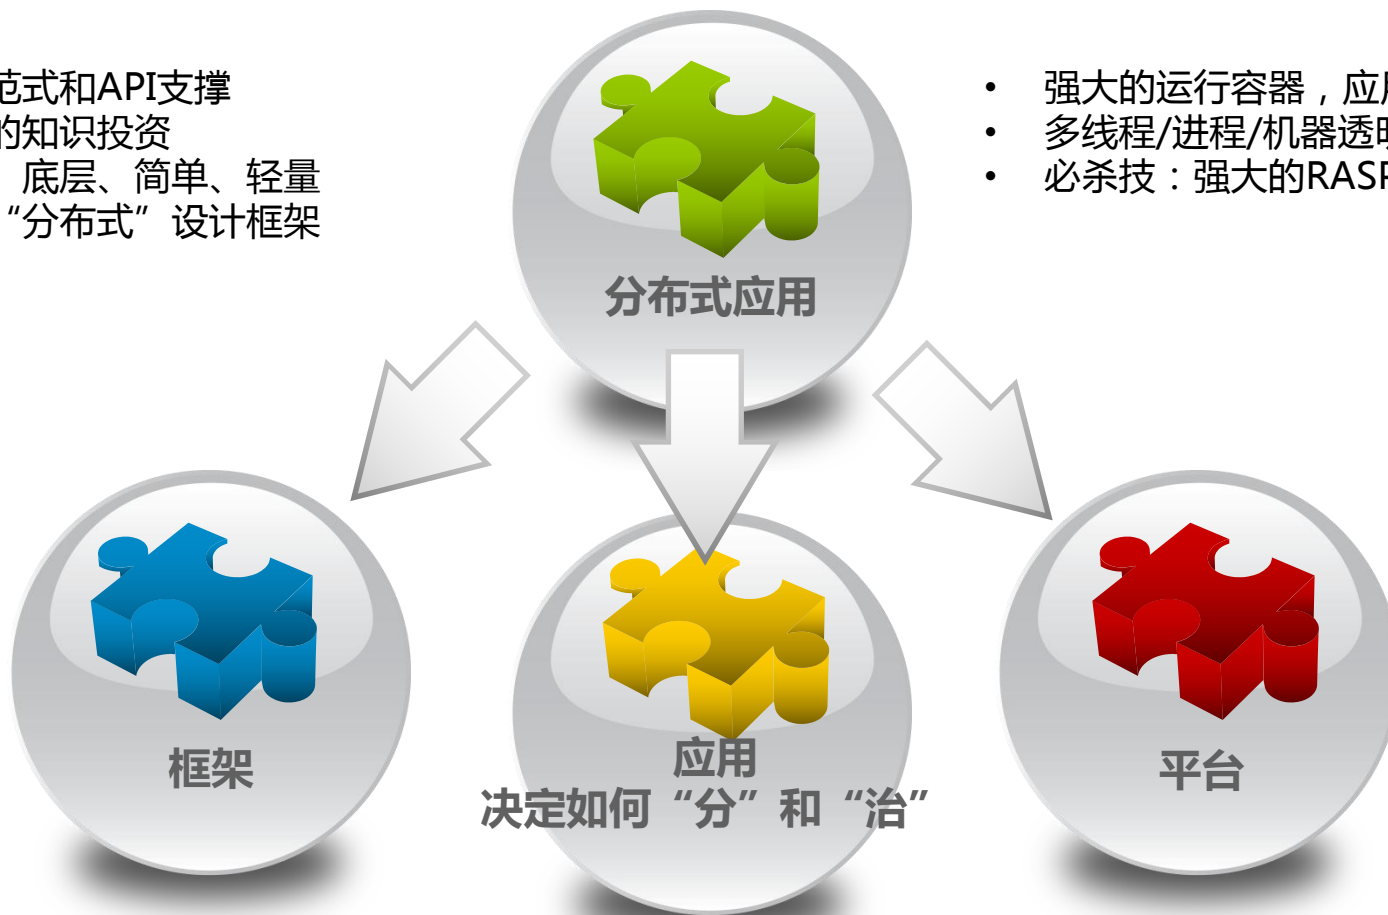 范式和API支撑
的知识投资
底层、简单、轻量
“分布式”设计框架
• 强大的运行容器，应用
• 多线程/进程/机器透明
• 必杀技：强大的RASP
分布式应用
框架
应用
决定如何“分”和“治”
平台